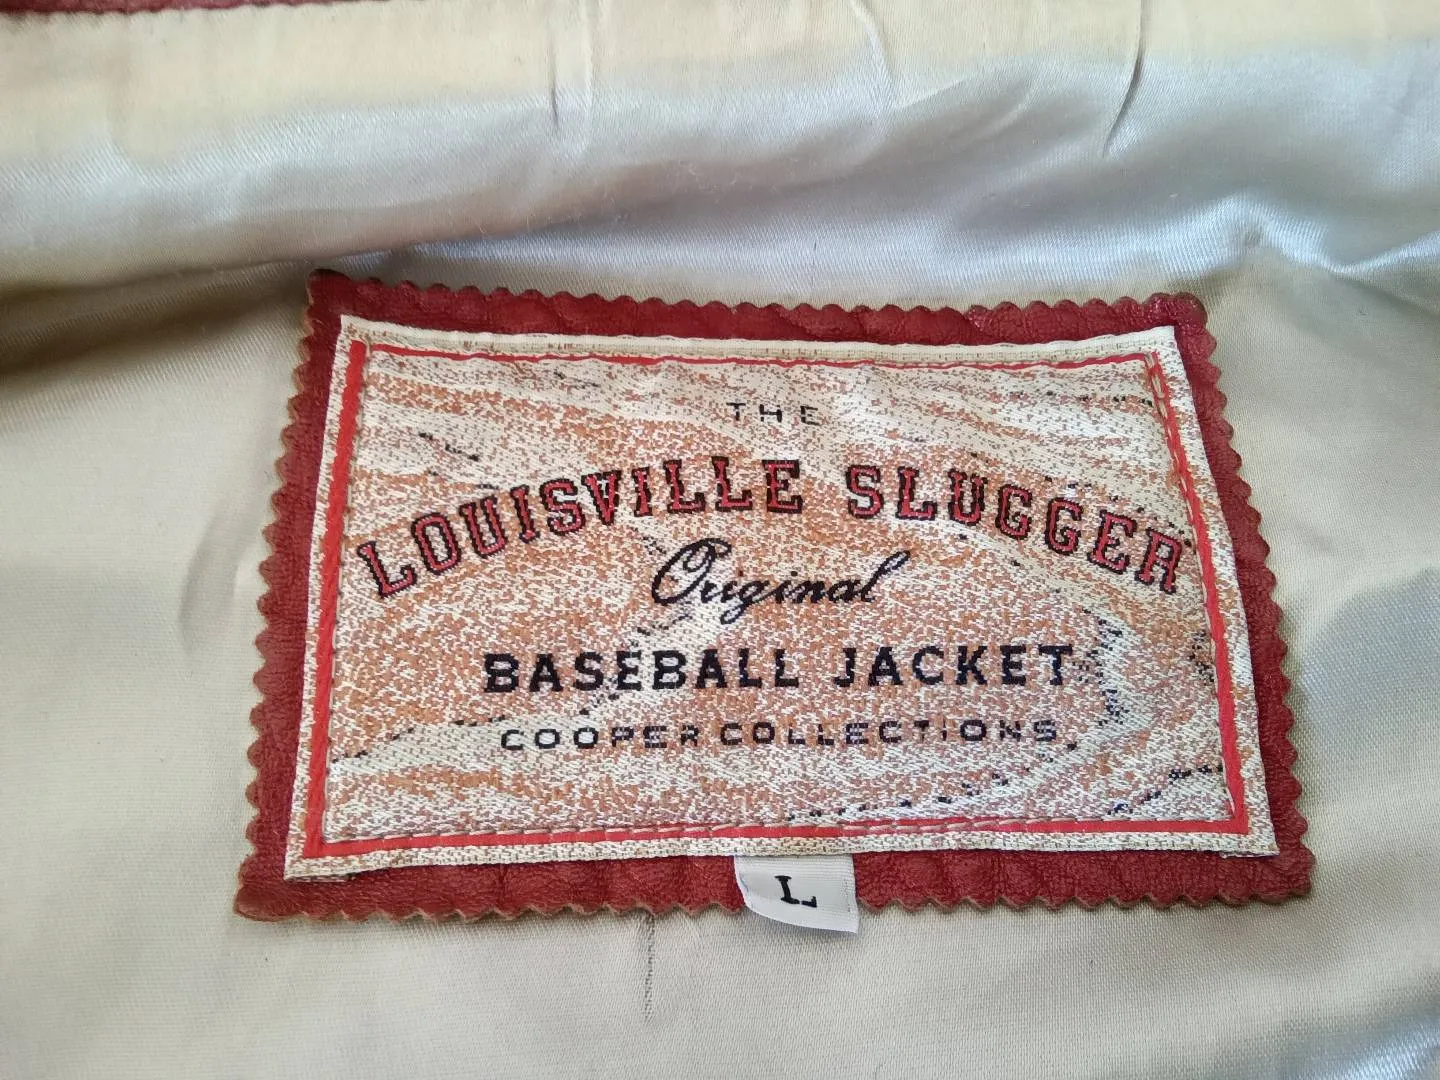 THE
LOUISVILLE SLUGGER
Original
BASEBALL JACKET
COOPER COLLECTIONS
L